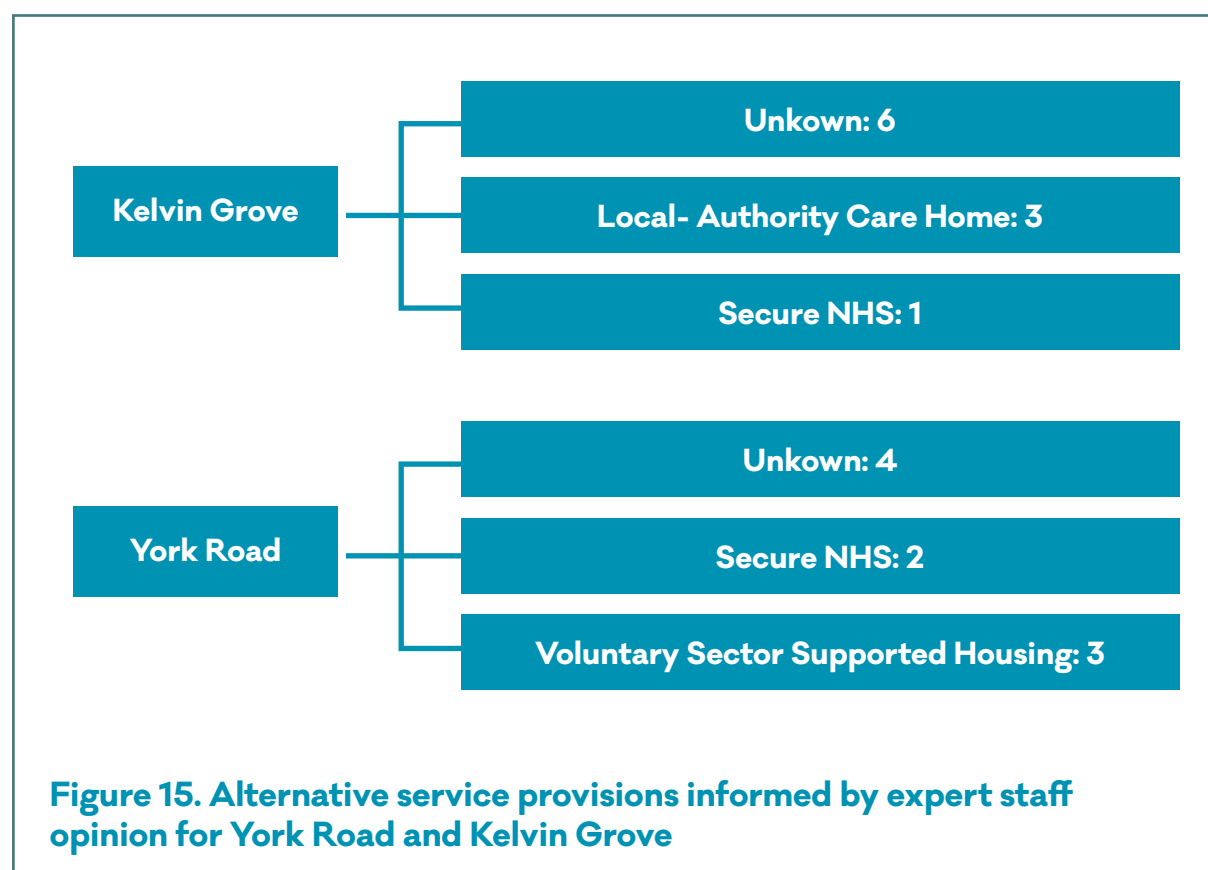 Kelvin Grove
Unkown: 6
Local- Authority Care Home: 3
Secure NHS: 1
York Road
Unkown: 4
Secure NHS: 2
Voluntary Sector Supported Housing: 3
Figure 15. Alternative service provisions informed by expert staff
opinion for York Road and Kelvin Grove